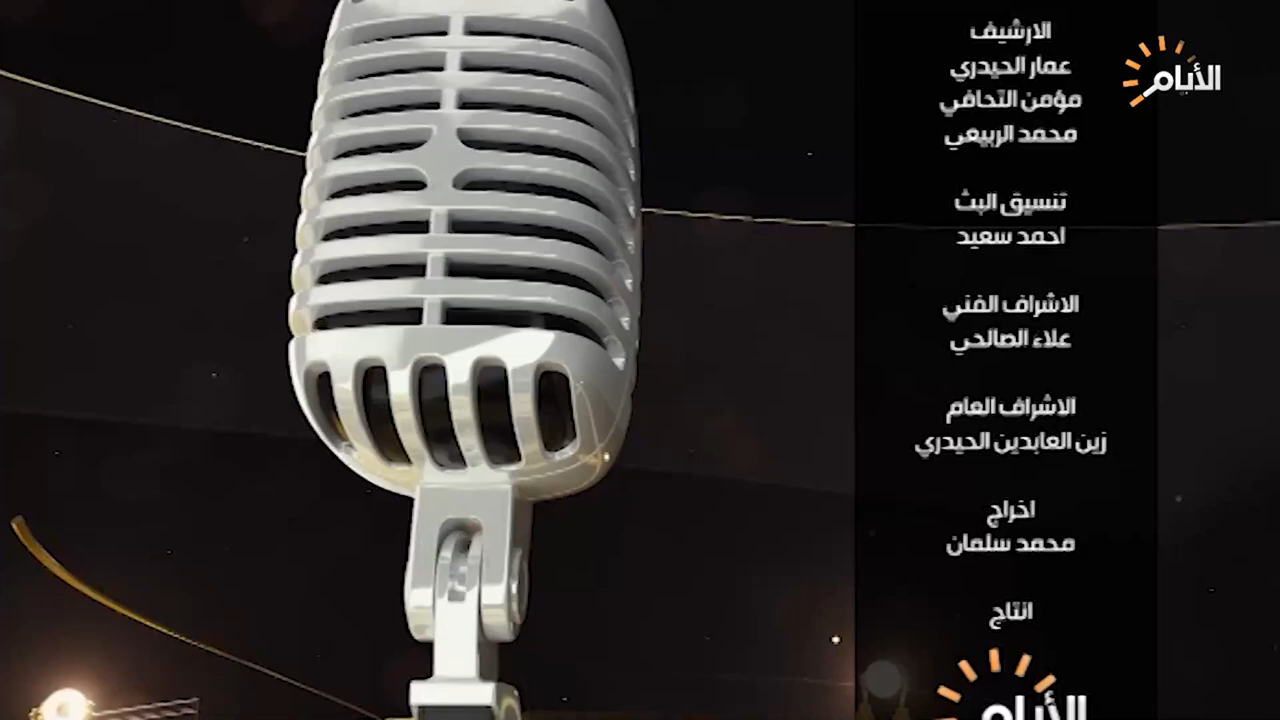 الارشيف
عمار الحيدري
مؤمن التحافي
محمد الربيعي
تنسيق البث
احمد سعيد
الاشراف الفني
علاء الصالحي
الاشراف العام
زين العابدين الحيدري
اخراج
محمد سلمان
انتاج
الأيام
الأيام